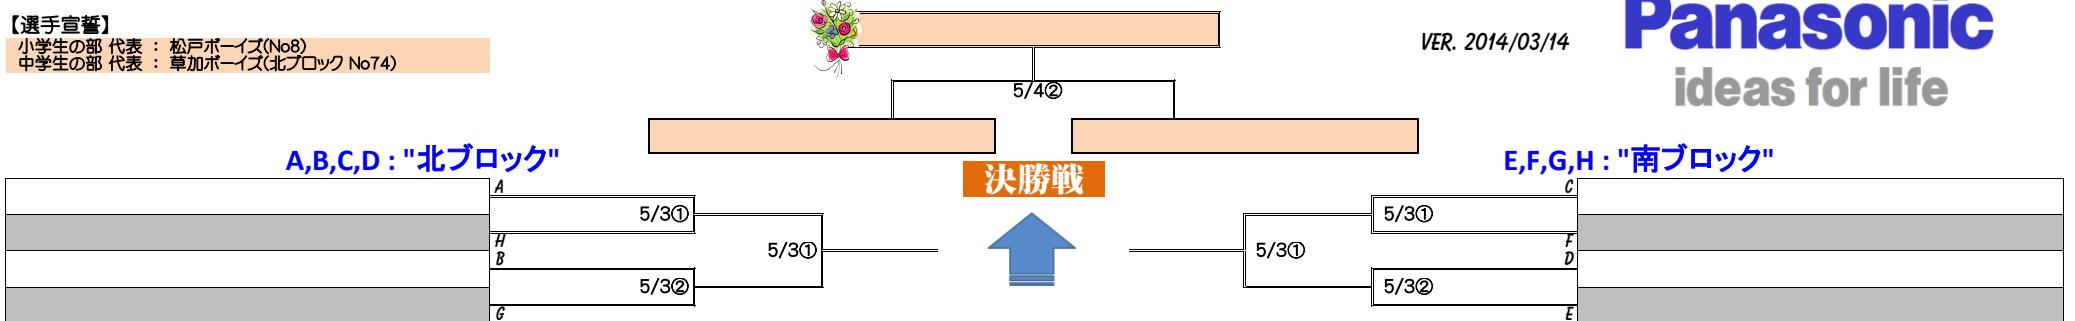 【選手宣誓】
小学生の部 代表 : 松戸ボーイズ(No8)
中学生の部 代表 : 草加ボーイズ(北ブロック No74)
VER. 2014/03/14
Panasonic
ideas for life
5/4②
A,B,C,D : "北ブロック"
E,F,G,H : "南ブロック"
決勝戦
A
5/3①
H
5/3①
B
5/3②
G
C
5/3①
F
5/3①
D
5/3②
E